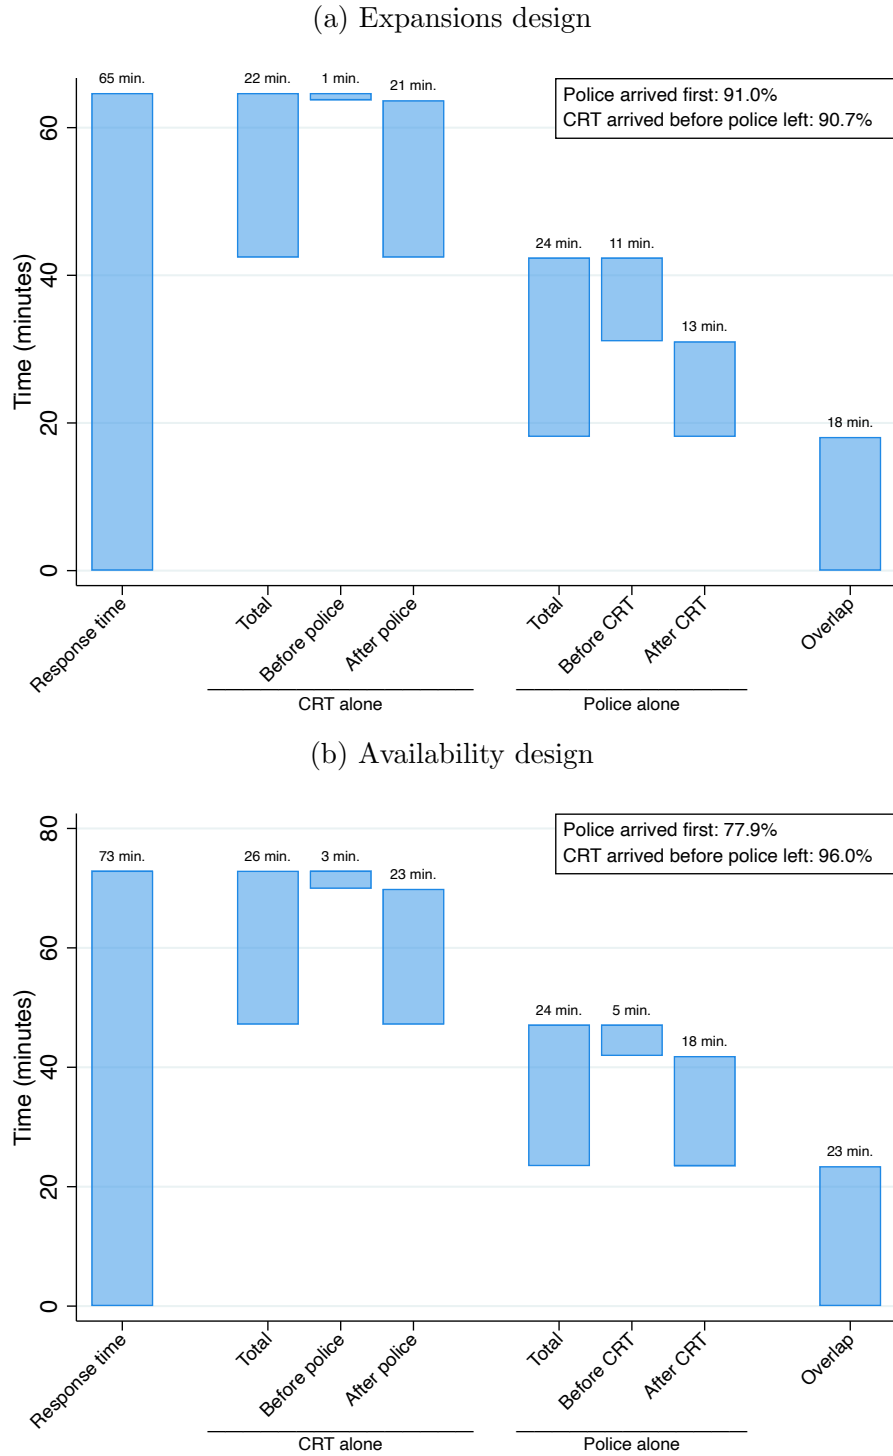 (a) Expansions design
65 min.
22 min.
1 min.
21 min.
Police arrived first: 91.0%
CRT arrived before police left: 90.7%
24 min.
11 min.
13 min.
18 min.
Time (minutes)
60
40
20
0
Response time
Total
Before police
After police
Total
Before CRT
After CRT
Overlap
CRT alone
Police alone
(b) Availability design
73 min.
26 min.
3 min.
23 min.
Police arrived first: 77.9%
CRT arrived before police left: 96.0%
24 min.
5 min.
18 min.
23 min.
Time (minutes)
80
60
40
20
0
Response time
Total
Before police
After police
Total
Before CRT
After CRT
Overlap
CRT alone
Police alone